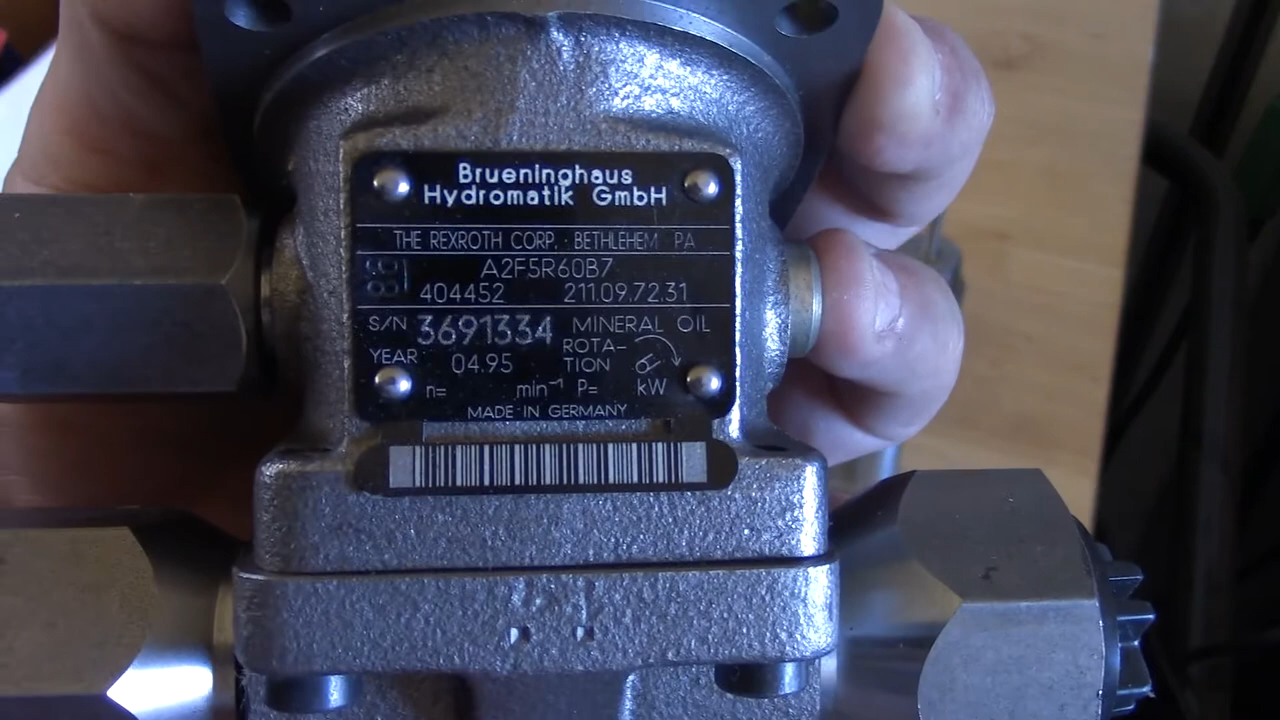 Brueninghaus
Hydromatik GmbH
THE REXROTH CORP. BETHLEHEM PA
A2F5R60B7
404452 211.09.72.31
S/N 3691334 MINERAL OIL
YEAR 04.95 ROTA-
TION
n= min⁻¹ P= kW
MADE IN GERMANY